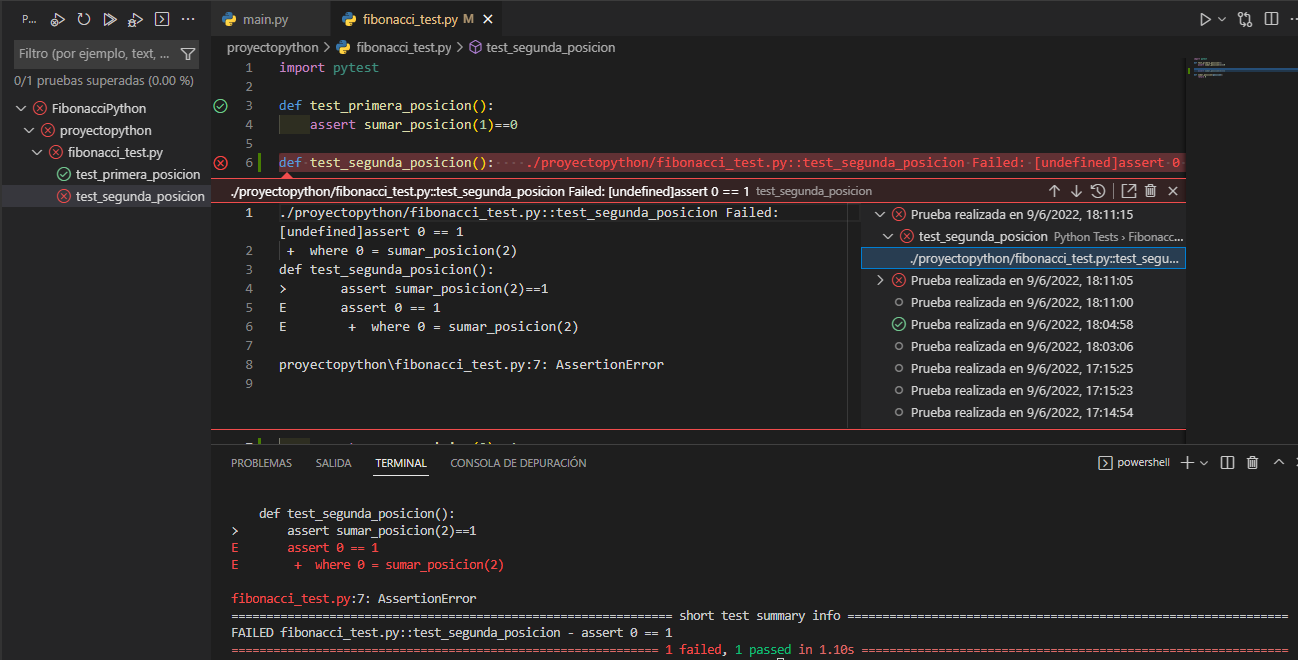 P...
main.py
fibonacci_test.py M
Filtro (por ejemplo, text, ...
0/1 pruebas superadas (0.00 %)
FibonacciPython
proyectopython
fibonacci_test.py
test_primera_posicion
test_segunda_posicion
proyectopython > fibonacci_test.py > test_segunda_posicion
1 import pytest
2
3 def test_primera_posicion():
4 assert sumar_posicion(1)==0
5
6 def test_segunda_posicion(): ····./proyectopython/fibonacci_test.py::test_segunda_posicion Failed: [undefined]assert 0
./proyectopython/fibonacci_test.py::test_segunda_posicion Failed: [undefined]assert 0 == 1 test_segunda_posicion
1 ./proyectopython/fibonacci_test.py::test_segunda_posicion Failed:
[undefined]assert 0 == 1
2 + where 0 = sumar_posicion(2)
3 def test_segunda_posicion():
4 > assert sumar_posicion(2)==1
5 E assert 0 == 1
6 E + where 0 = sumar_posicion(2)
7
8 proyectopython\fibonacci_test.py:7: AssertionError
9
Prueba realizada en 9/6/2022, 18:11:15
test_segunda_posicion Python Tests › Fibonacc...
./proyectopython/fibonacci_test.py::test_segu...
Prueba realizada en 9/6/2022, 18:11:05
Prueba realizada en 9/6/2022, 18:11:00
Prueba realizada en 9/6/2022, 18:04:58
Prueba realizada en 9/6/2022, 18:03:06
Prueba realizada en 9/6/2022, 17:15:25
Prueba realizada en 9/6/2022, 17:15:23
Prueba realizada en 9/6/2022, 17:14:54
PROBLEMAS SALIDA TERMINAL CONSOLA DE DEPURACIÓN
powershell
def test_segunda_posicion():
> assert sumar_posicion(2)==1
E assert 0 == 1
E + where 0 = sumar_posicion(2)
fibonacci_test.py:7: AssertionError
=============================================================== short test summary info ===============================================================
FAILED fibonacci_test.py::test_segunda_posicion - assert 0 == 1
============================================================= 1 failed, 1 passed in 1.10s =============================================================